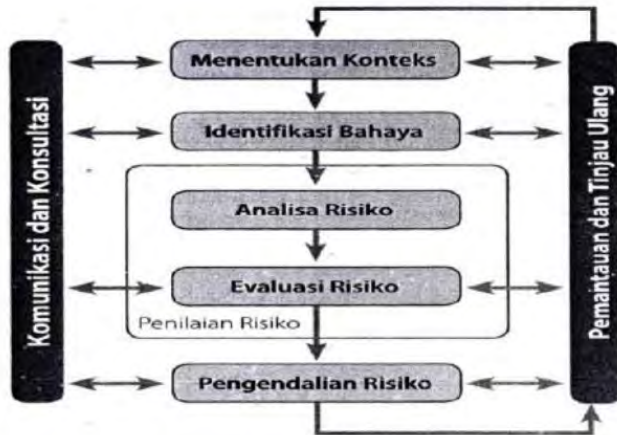 Komunikasi dan Konsultasi
Menentukan Konteks
Identifikasi Bahaya
Analisa Risiko
Evaluasi Risiko
Penilaian Risiko
Pengendalian Risiko
Pemantauan dan Tinjau Ulang